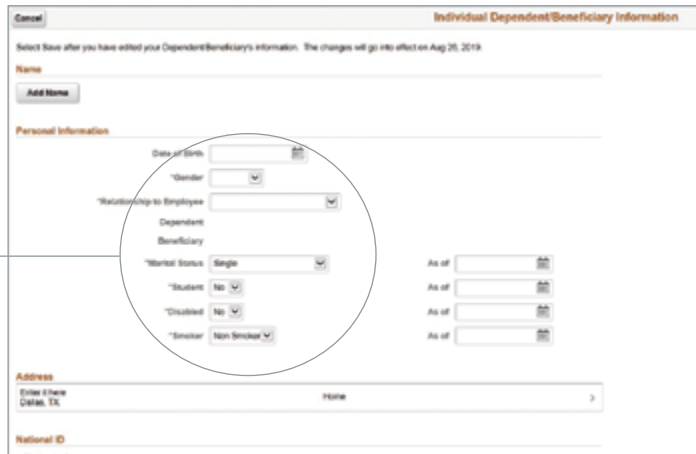 Cancel
Individual Dependent/Beneficiary Information
Select Save after you have edited your Dependent/Beneficiary's information. The changes will go into effect on Aug 26, 2019.
Name
Add Name
Personal Information
Date of Birth
*Gender
*Relationship to Employee
Dependent
Beneficiary
*Marital Status Single As of
*Student No As of
*Disabled No As of
*Smoker Non Smoker As of
Address
Home
Dallas, TX
National ID